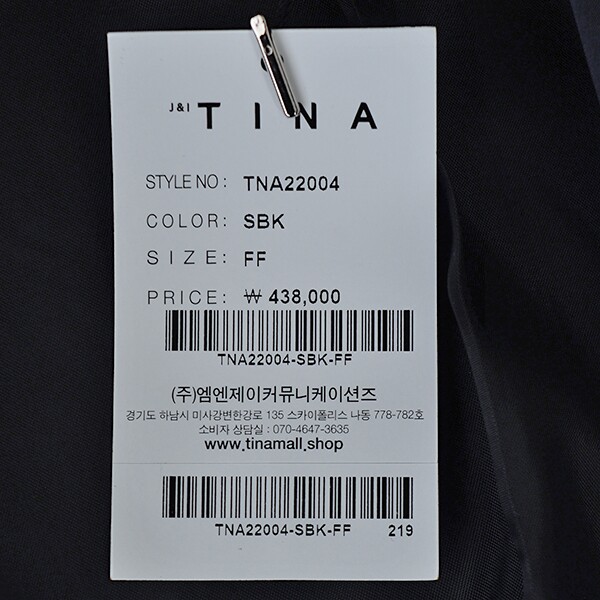 J&I TINA
STYLE NO : TNA22004
COLOR: SBK
SIZE: FF
PRICE: ₩ 438,000
TNA22004-SBK-FF
(주)엠엔제이커뮤니케이션즈
경기도 하남시 미사강변한강로 135 스카이폴리스 나동 778-782호
소비자 상담실 : 070-4647-3635
www.tinamall.shop
TNA22004-SBK-FF 219